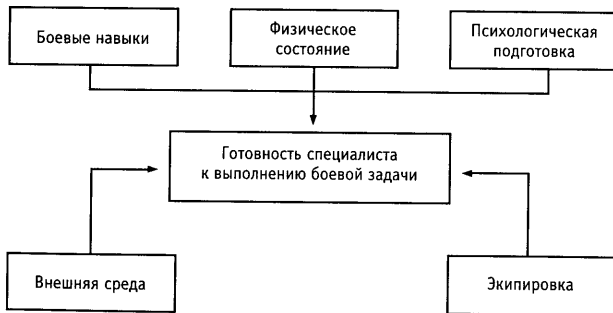 Боевые навыки
Физическое
состояние
Психологическая
подготовка
Готовность специалиста
к выполнению боевой задачи
Внешняя среда
Экипировка